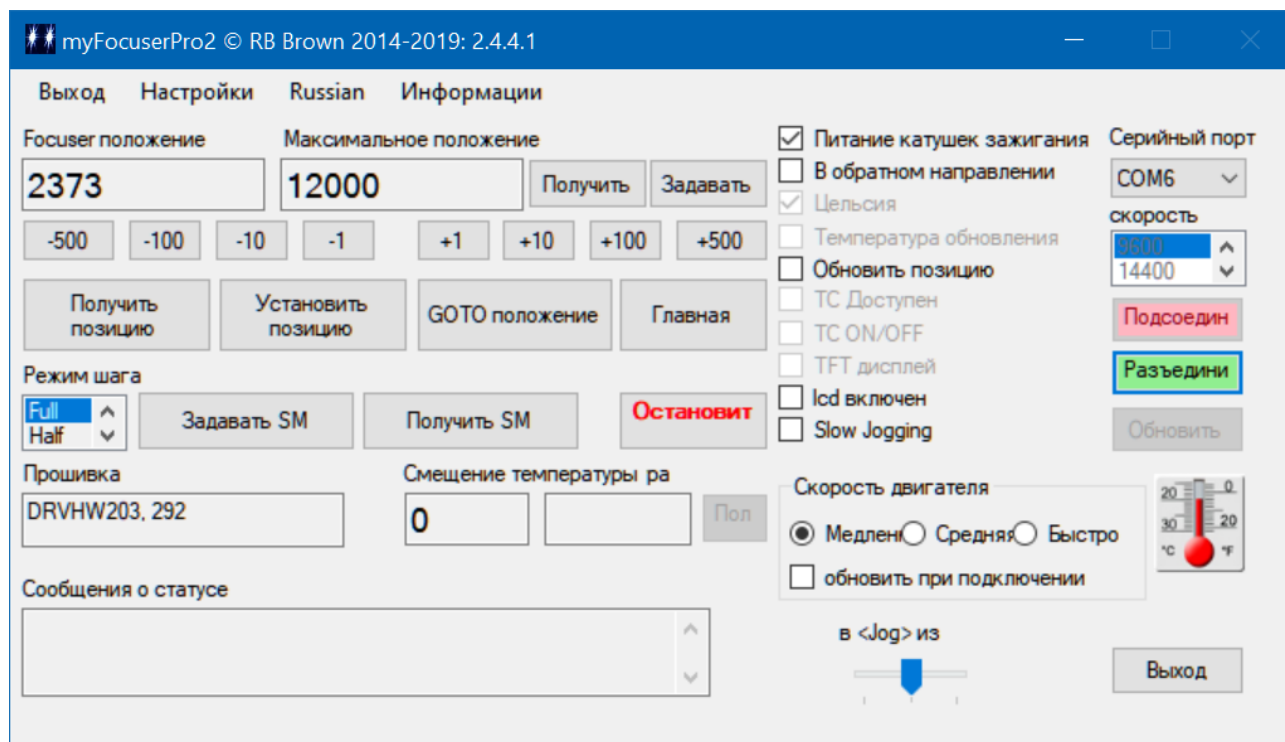 myFocuserPro2 © RB Brown 2014-2019: 2.4.4.1
Выход Настройки Russian Информации
Focuser положение Максимальное положение
2373 12000 Получить Задавать
-500 -100 -10 -1 +1 +10 +100 +500
Получить
позицию
Установить
позицию
GOTO положение
Главная
Режим шага
Full
Half
Задавать SM
Получить SM
Остановит
Прошивка
DRVHW203, 292
Смещение температуры ра
0
Пол
Сообщения о статусе
Питание катушек зажигания
В обратном направлении
Цельсия
Температура обновления
Обновить позицию
TC Доступен
TC ON/OFF
TFT дисплей
lcd включен
Slow Jogging
Серийный порт
COM6
скорость
9600
14400
Подсоедин
Разъедини
Обновить
Скорость двигателя
Медлен Средняя Быстро
обновить при подключении
20 0
30 20
°C °F
в <Jog> из
Выход